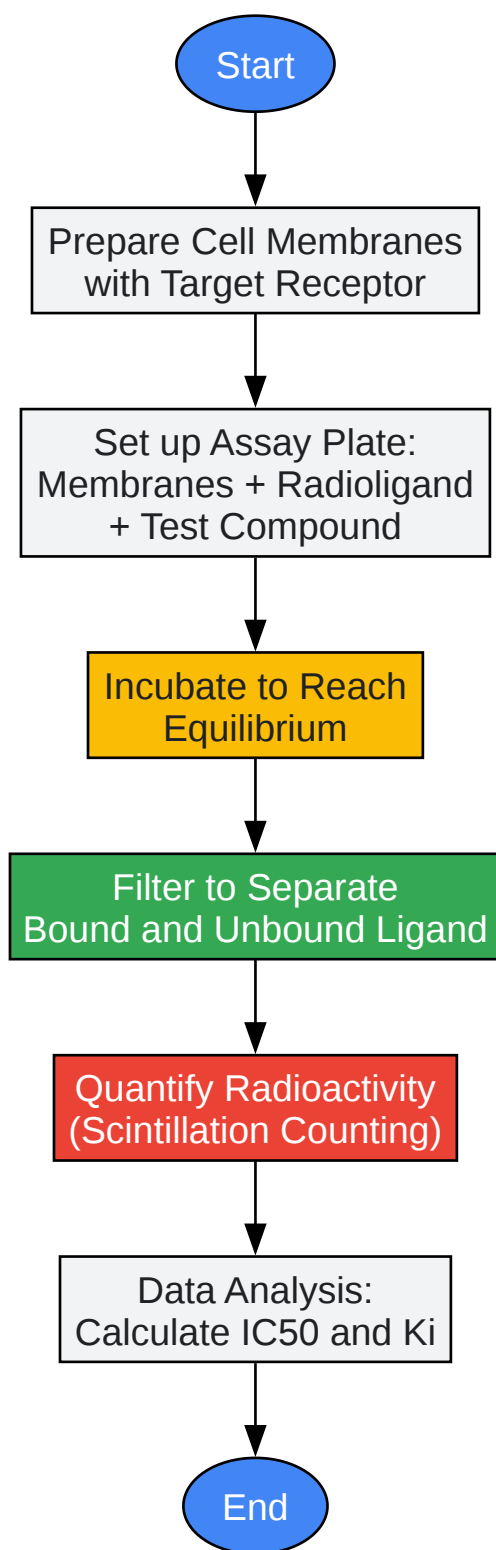 Start
Prepare Cell Membranes
with Target Receptor
Set up Assay Plate:
Membranes + Radioligand
+ Test Compound
Incubate to Reach
Equilibrium
Filter to Separate
Bound and Unbound Ligand
Quantify Radioactivity
(Scintillation Counting)
Data Analysis:
Calculate IC50 and Ki
End